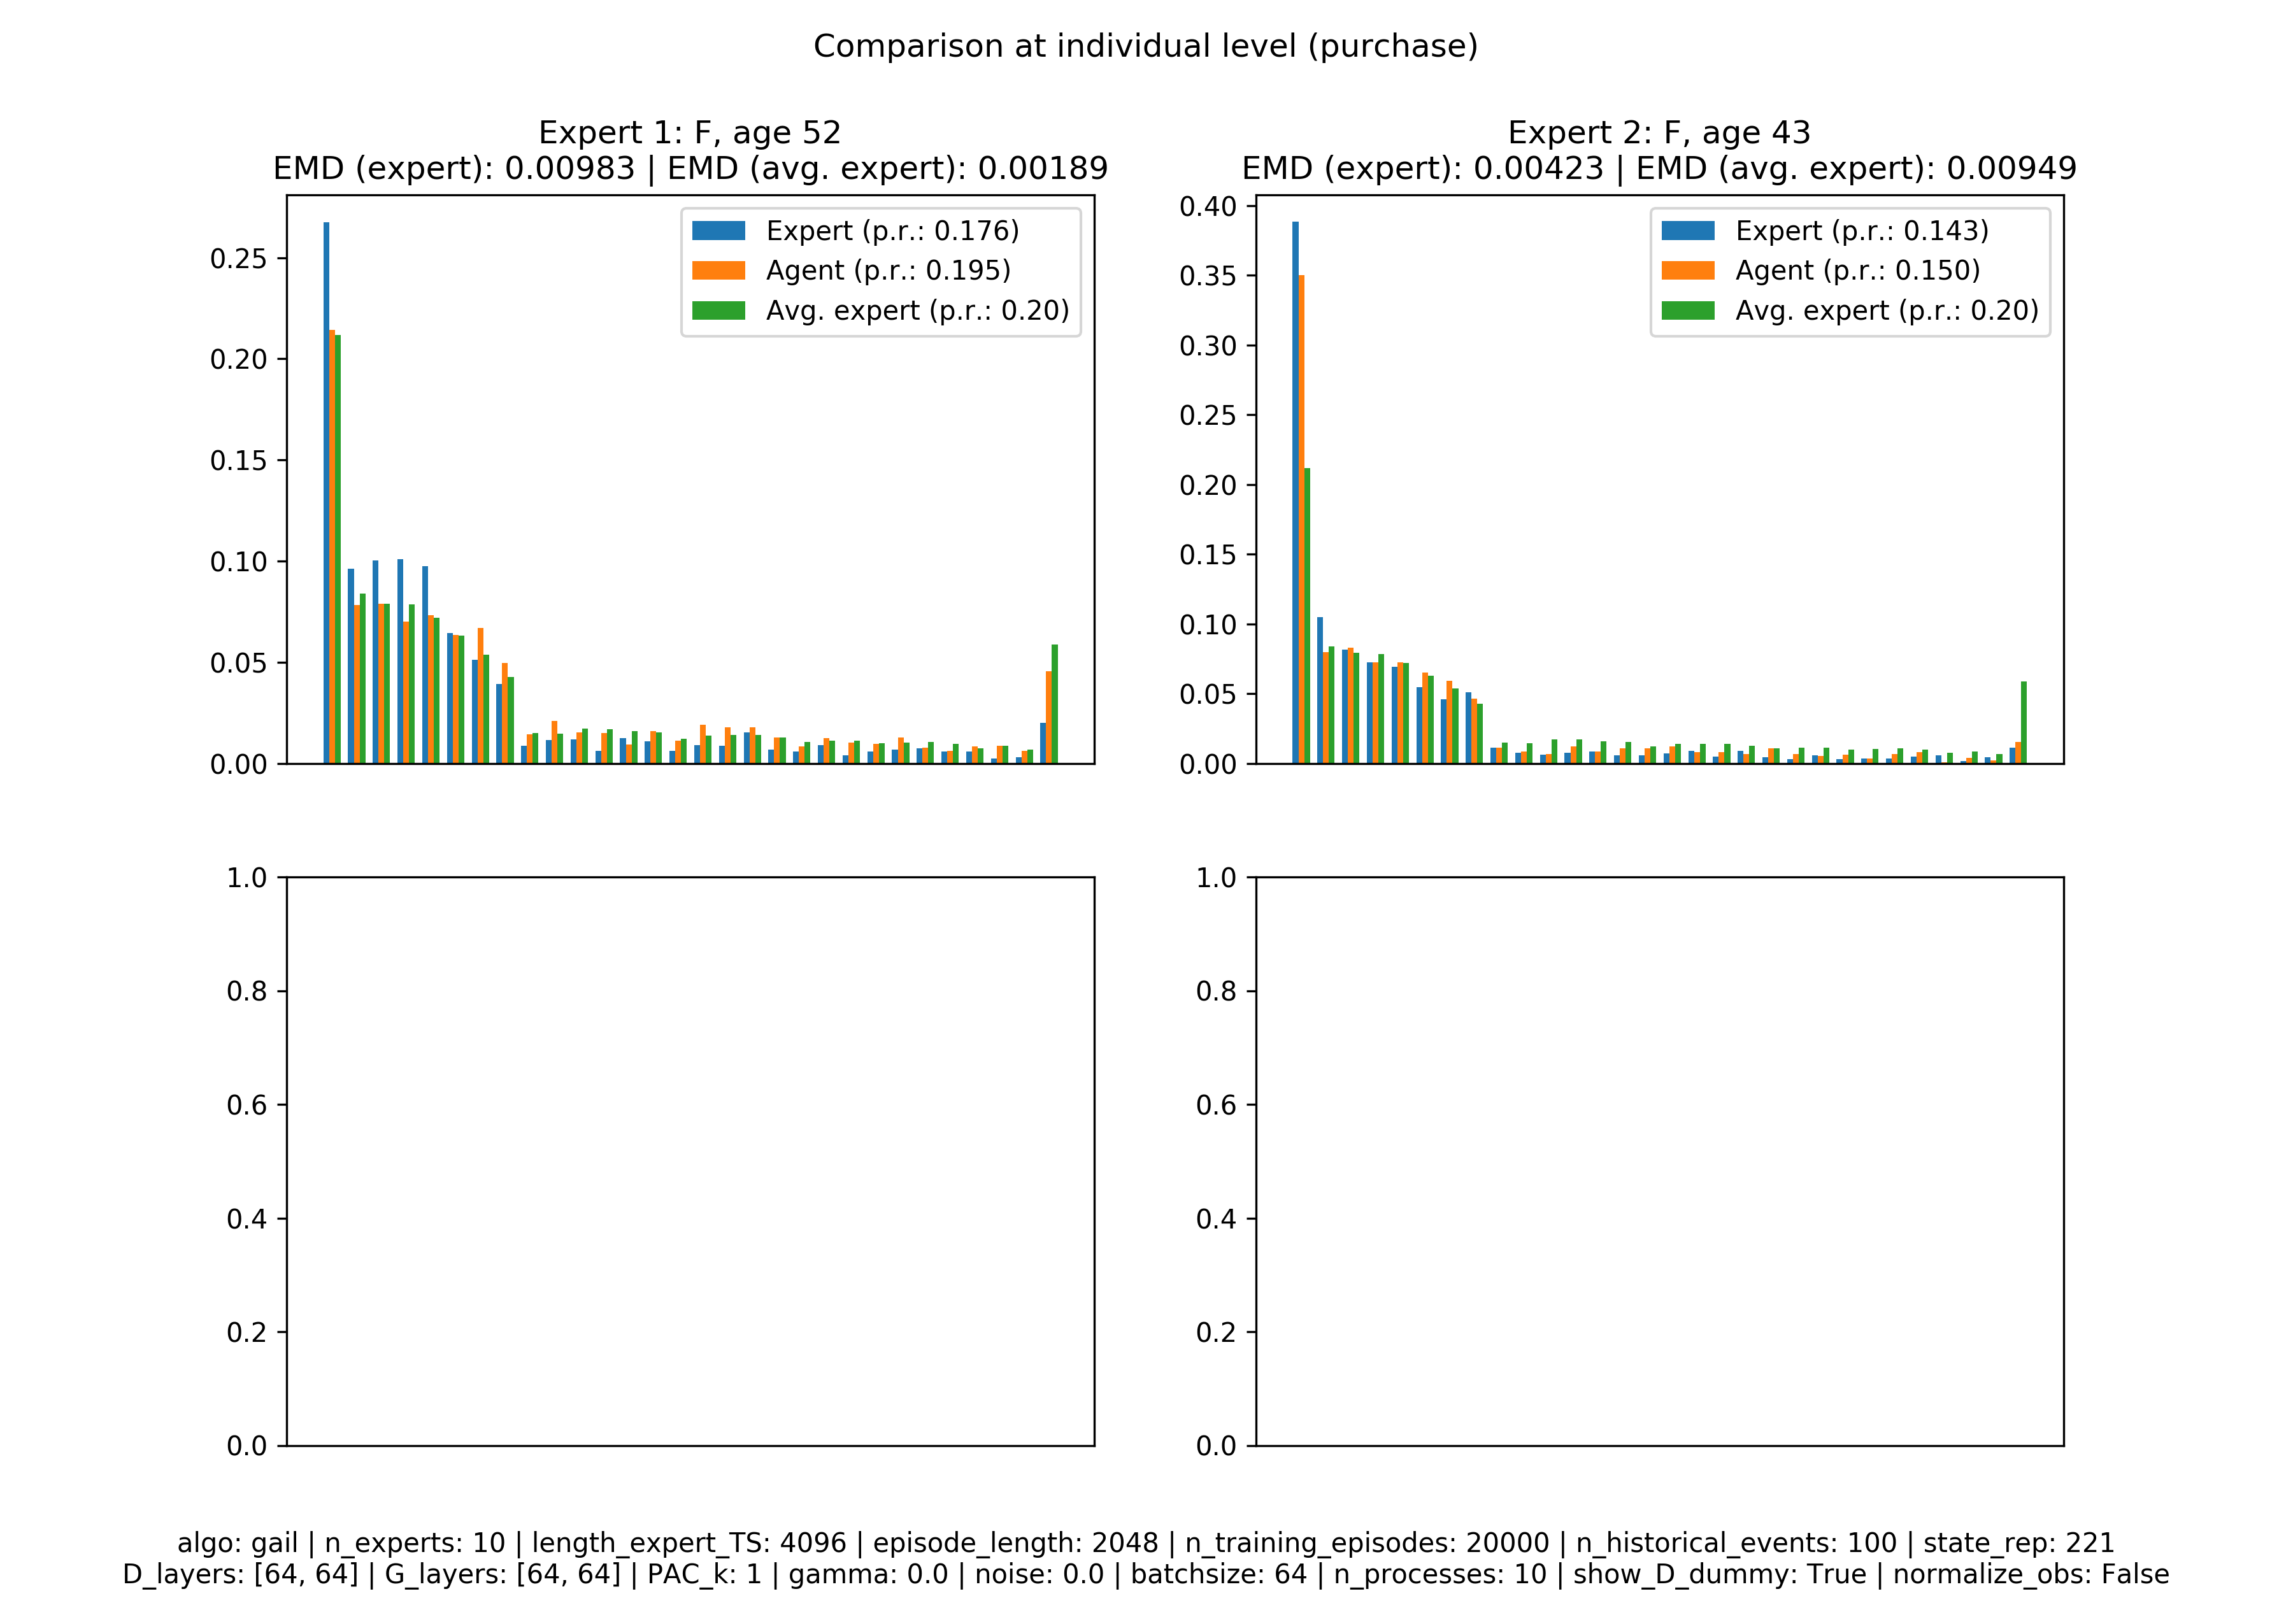 Comparison at individual level (purchase)
Expert 1: F, age 52
EMD (expert): 0.00983 | EMD (avg. expert): 0.00189
Expert (p.r.: 0.176)
Agent (p.r.: 0.195)
Avg. expert (p.r.: 0.20)
0.25
0.20
0.15
0.10
0.05
0.00
Expert 2: F, age 43
EMD (expert): 0.00423 | EMD (avg. expert): 0.00949
Expert (p.r.: 0.143)
Agent (p.r.: 0.150)
Avg. expert (p.r.: 0.20)
0.40
0.35
0.30
0.25
0.20
0.15
0.10
0.05
0.00
1.0
0.8
0.6
0.4
0.2
0.0
1.0
0.8
0.6
0.4
0.2
0.0
algo: gail | n_experts: 10 | length_expert_TS: 4096 | episode_length: 2048 | n_training_episodes: 20000 | n_historical_events: 100 | state_rep: 221
D_layers: [64, 64] | G_layers: [64, 64] | PAC_k: 1 | gamma: 0.0 | noise: 0.0 | batchsize: 64 | n_processes: 10 | show_D_dummy: True | normalize_obs: False